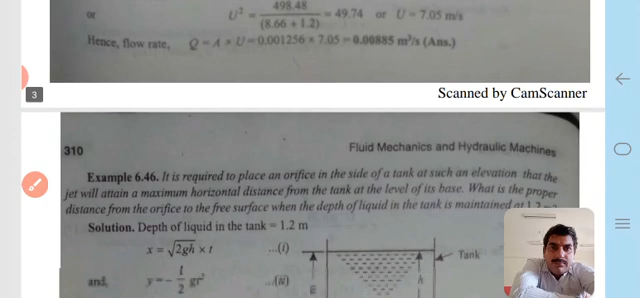 or U² = 498.48 / (8.66 + 1.2) = 49.74 or U = 7.05 m/s
Hence, flow rate, Q = A × U = 0.001256 × 7.05 = 0.00885 m³/s (Ans.)
3
Scanned by CamScanner
310 Fluid Mechanics and Hydraulic Machines
Example 6.46. It is required to place an orifice in the side of a tank at such an elevation that the
jet will attain a maximum horizontal distance from the tank at the level of its base. What is the proper
distance from the orifice to the free surface when the depth of liquid in the tank is maintained at
Solution. Depth of liquid in the tank = 1.2 m
x = √2gh × t ...(i)
Tank
and, y = - 1/2 gt² ...(ii)
h